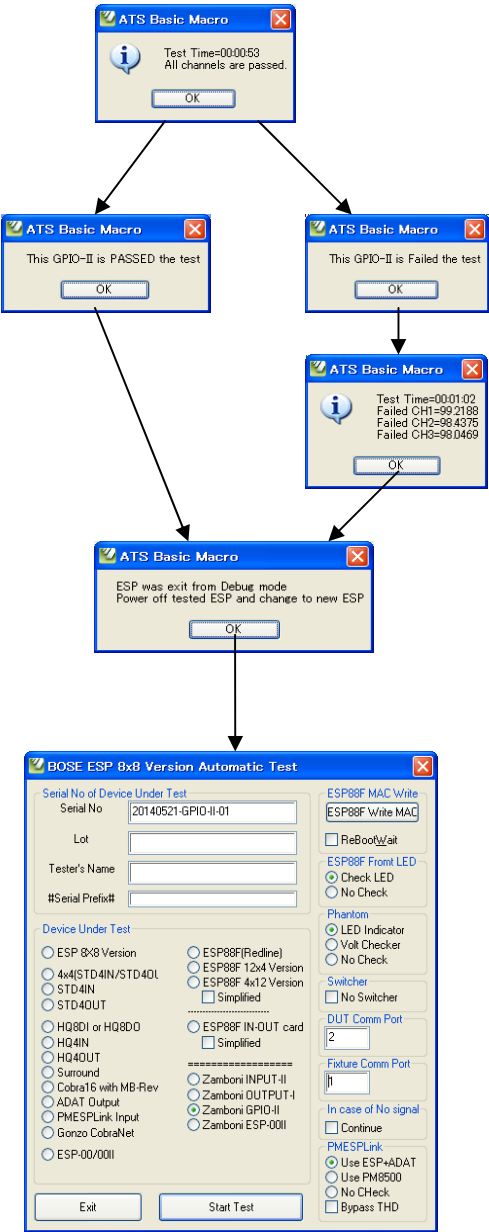 ATS Basic Macro
Test Time=00:00:53
All channels are passed.
OK
ATS Basic Macro
This GPIO-II is PASSED the test
OK
ATS Basic Macro
This GPIO-II is Failed the test
OK
ATS Basic Macro
Test Time=00:01:02
Failed CH1=99.2188
Failed CH2=98.4375
Failed CH3=98.0469
OK
ATS Basic Macro
ESP was exit from Debug mode
Power off tested ESP and change to new ESP
OK
BOSE ESP 8x8 Version Automatic Test
Serial No of Device Under Test
Serial No
20140521-GPIO-II-01
Lot
Tester's Name
#Serial Prefix#
Device Under Test
ESP 8X8 Version
4x4(STD4IN/STD4OU
STD4IN
STD4OUT
HQ8DI or HQ8DO
HQ4IN
HQ4OUT
Surround
Cobra16 with MB-Rev
ADAT Output
PMESPLink Input
Gonzo CobraNet
ESP-00/00II
ESP88F(Redline)
ESP88F 12x4 Version
ESP88F 4x12 Version
Simplified
--------------------
ESP88F IN-OUT card
Simplified
==================
Zamboni INPUT-II
Zamboni OUTPUT-I
Zamboni GPIO-II
Zamboni ESP-00II
Exit
Start Test
ESP88F MAC Write
ESP88F Write MAC
ReBootWait
ESP88F Fromt LED
Check LED
No Check
Phantom
LED Indicator
Volt Checker
No Check
Switcher
No Switcher
DUT Comm Port
2
Fixture Comm Port
1
In case of No signal
Continue
PMESPLink
Use ESP+ADAT
Use PM8500
No CHeck
Bypass THD